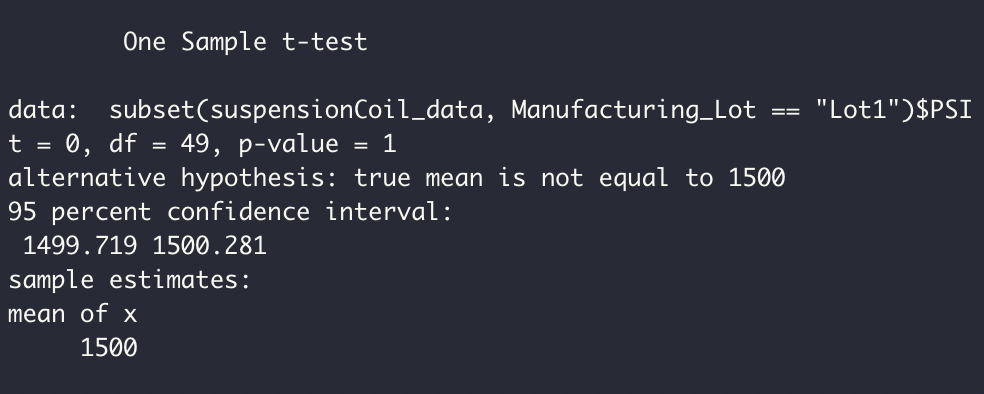 One Sample t-test
data:  subset(suspensionCoil_data, Manufacturing_Lot == "Lot1")$PSI
t = 0, df = 49, p-value = 1
alternative hypothesis: true mean is not equal to 1500
95 percent confidence interval:
1499.719 1500.281
sample estimates:
mean of x
1500